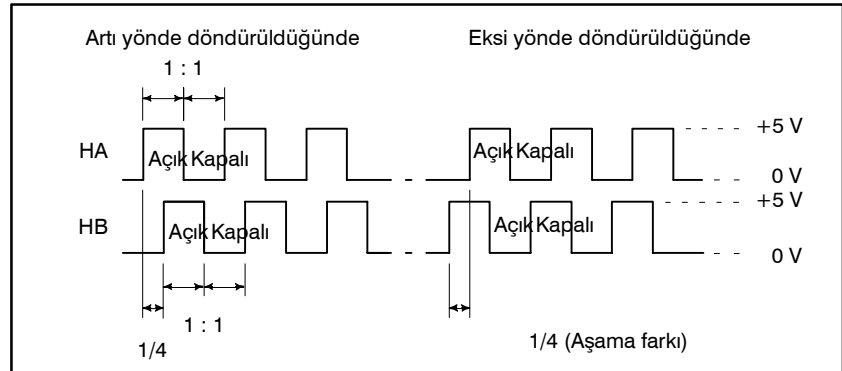 Artı yönde döndürüldüğünde
Eksi yönde döndürüldüğünde
1 : 1
HA
Açık Kapalı
Açık Kapalı
+5 V
0 V
HB
Açık Kapalı
Açık Kapalı
+5 V
0 V
1 : 1
1/4
1/4 (Aşama farkı)